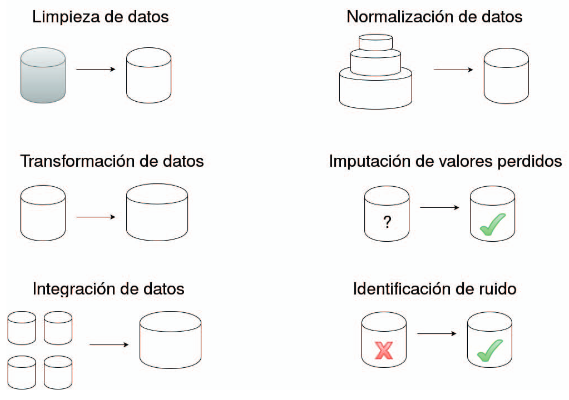 Limpieza de datos
Normalización de datos
Transformación de datos
Imputación de valores perdidos
?
Integración de datos
Identificación de ruido